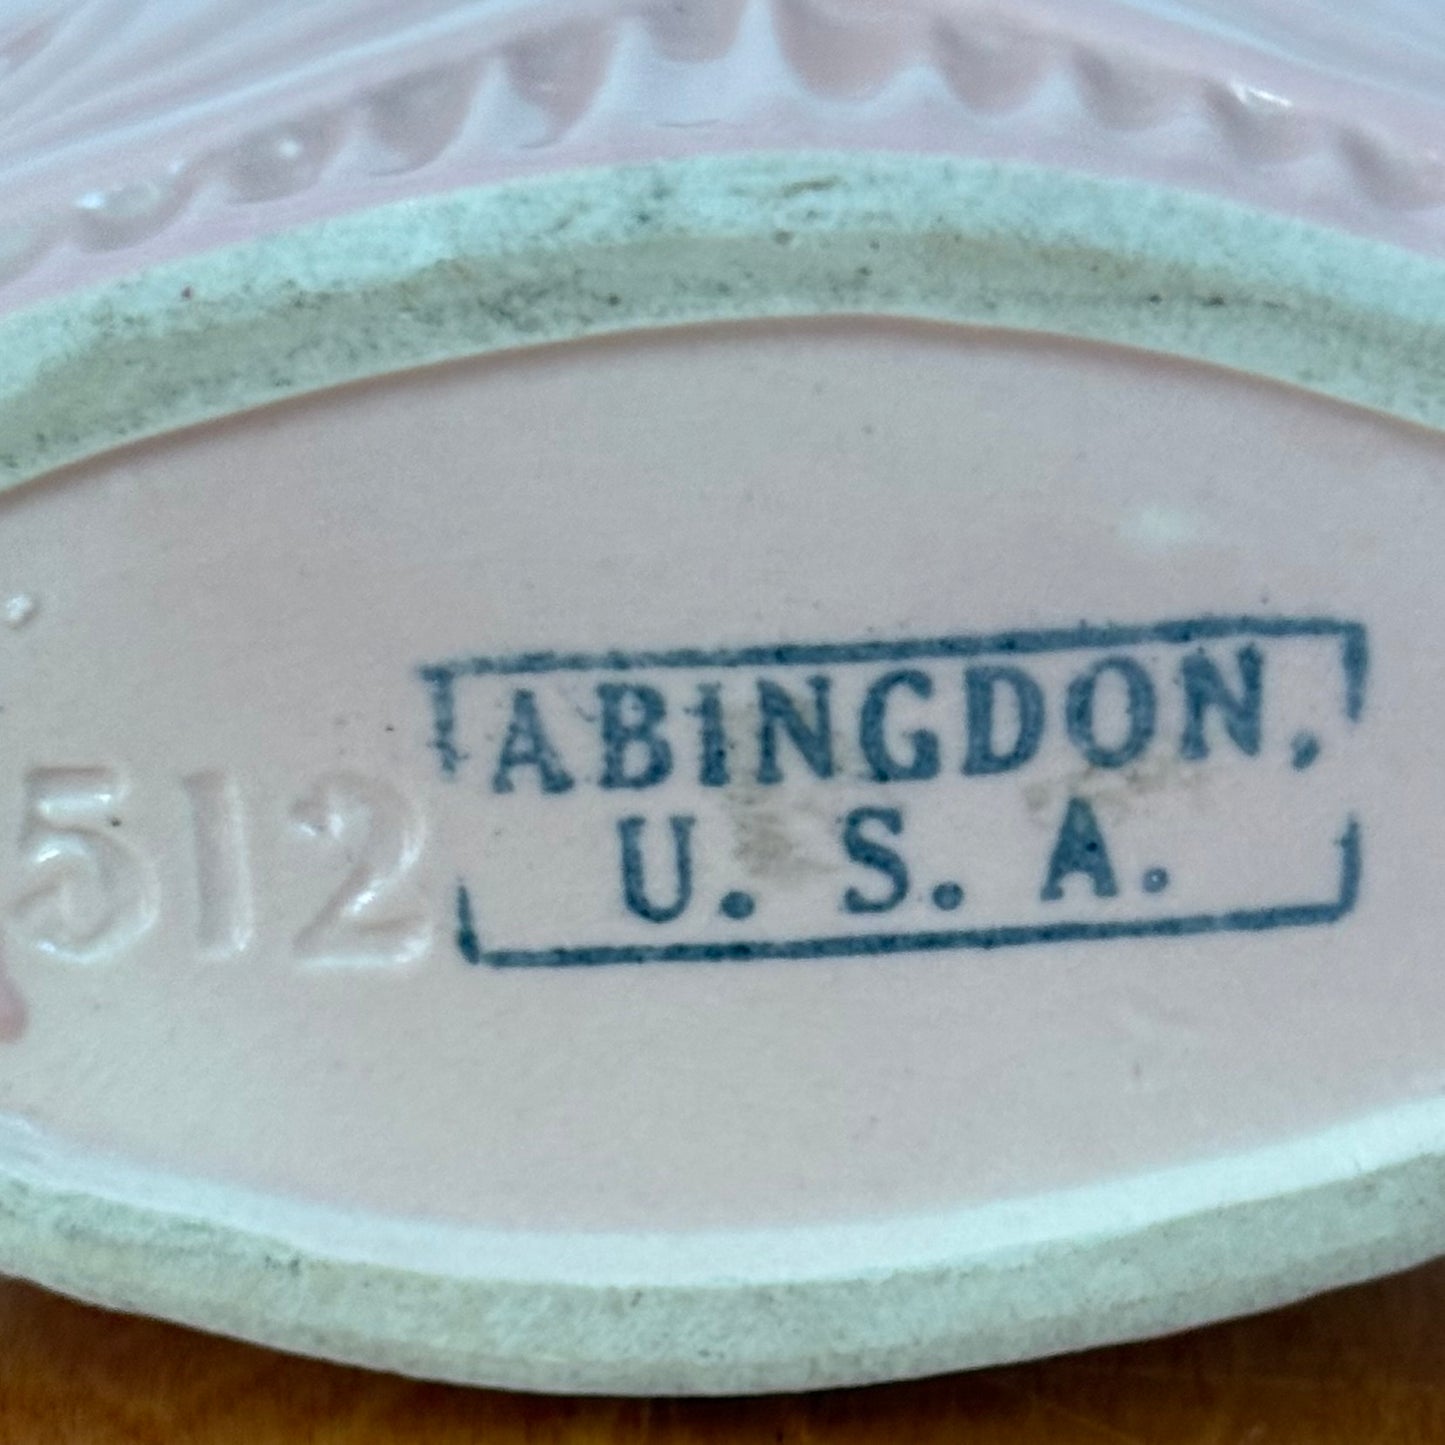 512
ABINGDON,
U. S. A.